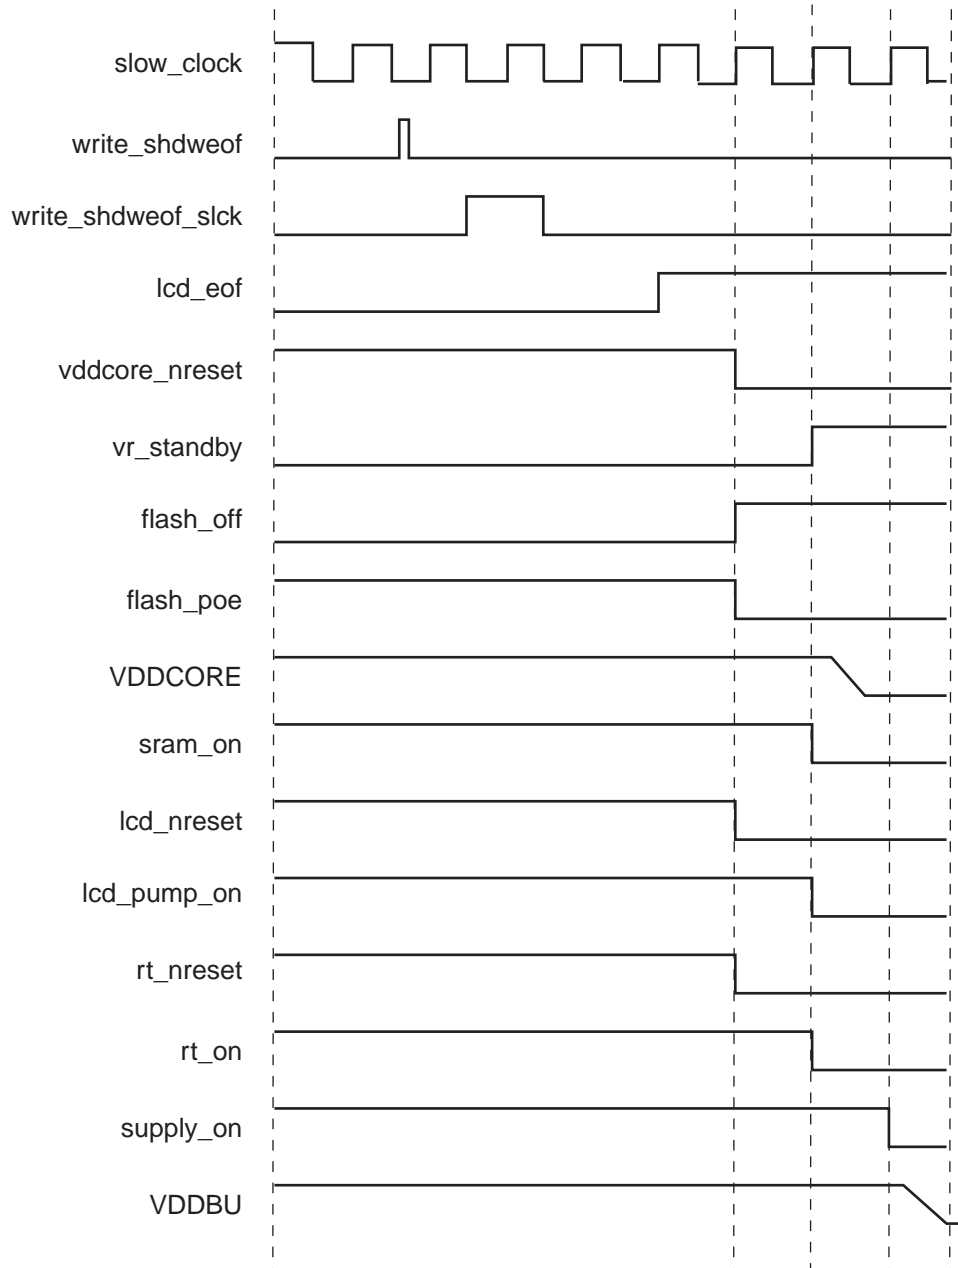 slow_clock
write_shdweof
write_shdweof_slck
lcd_eof
vddcore_nreset
vr_standby
flash_off
flash_poe
VDDCORE
sram_on
lcd_nreset
lcd_pump_on
rt_nreset
rt_on
supply_on
VDDBU